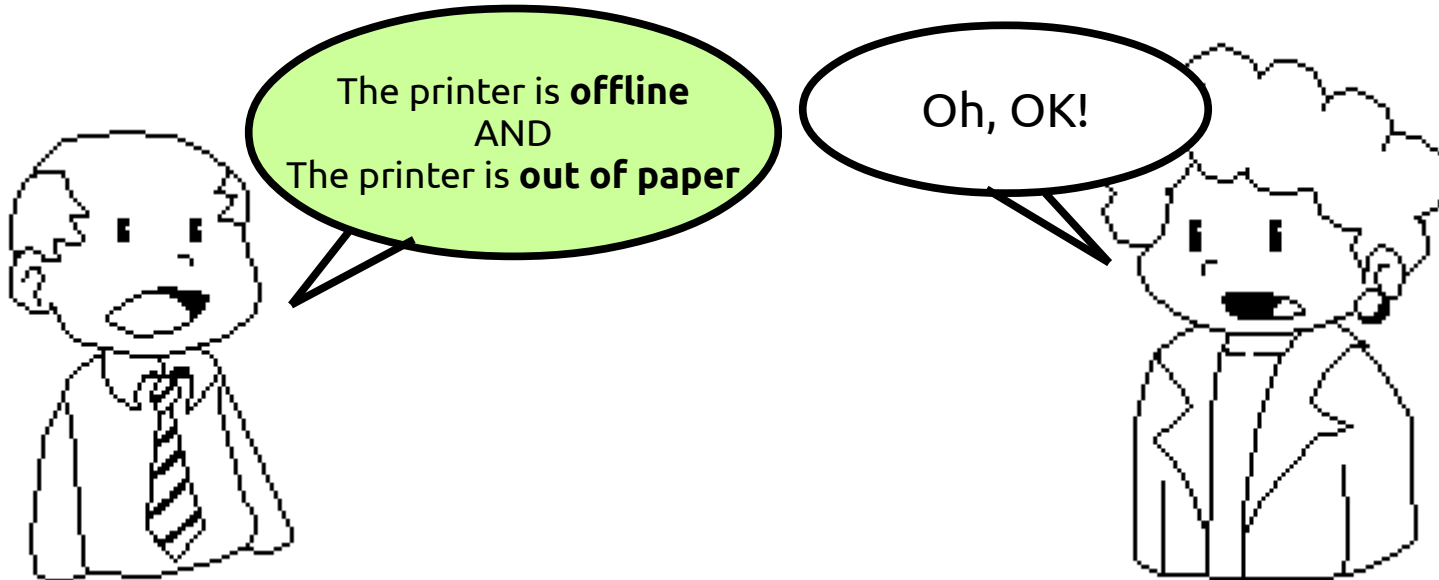 The printer is offline
AND
The printer is out of paper
Oh, OK!